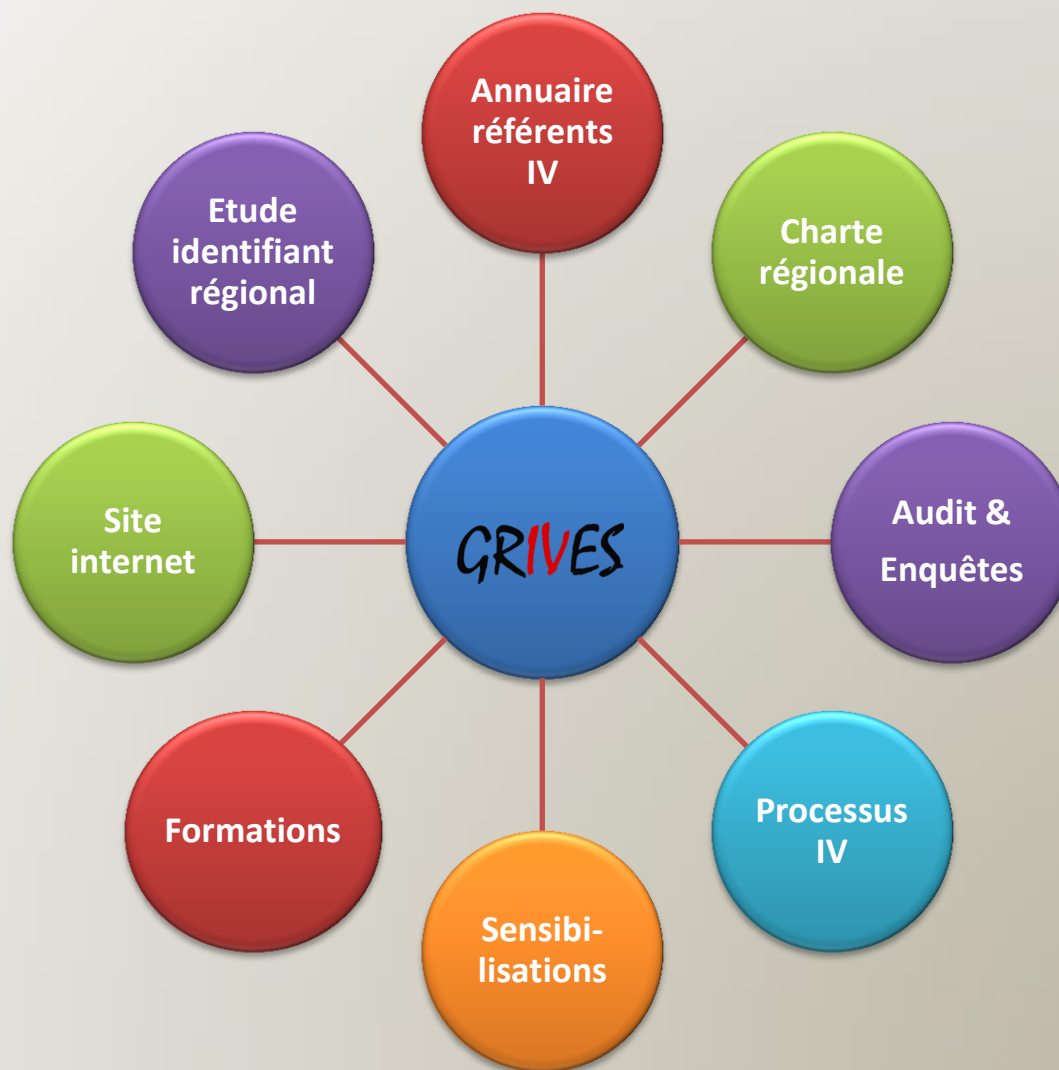 Annuaire
référents
IV
Etude
identifiant
régional
Charte
régionale
Site
internet
GRIVES
Audit &
Enquêtes
Formations
Processus
IV
Sensibi-
lisations